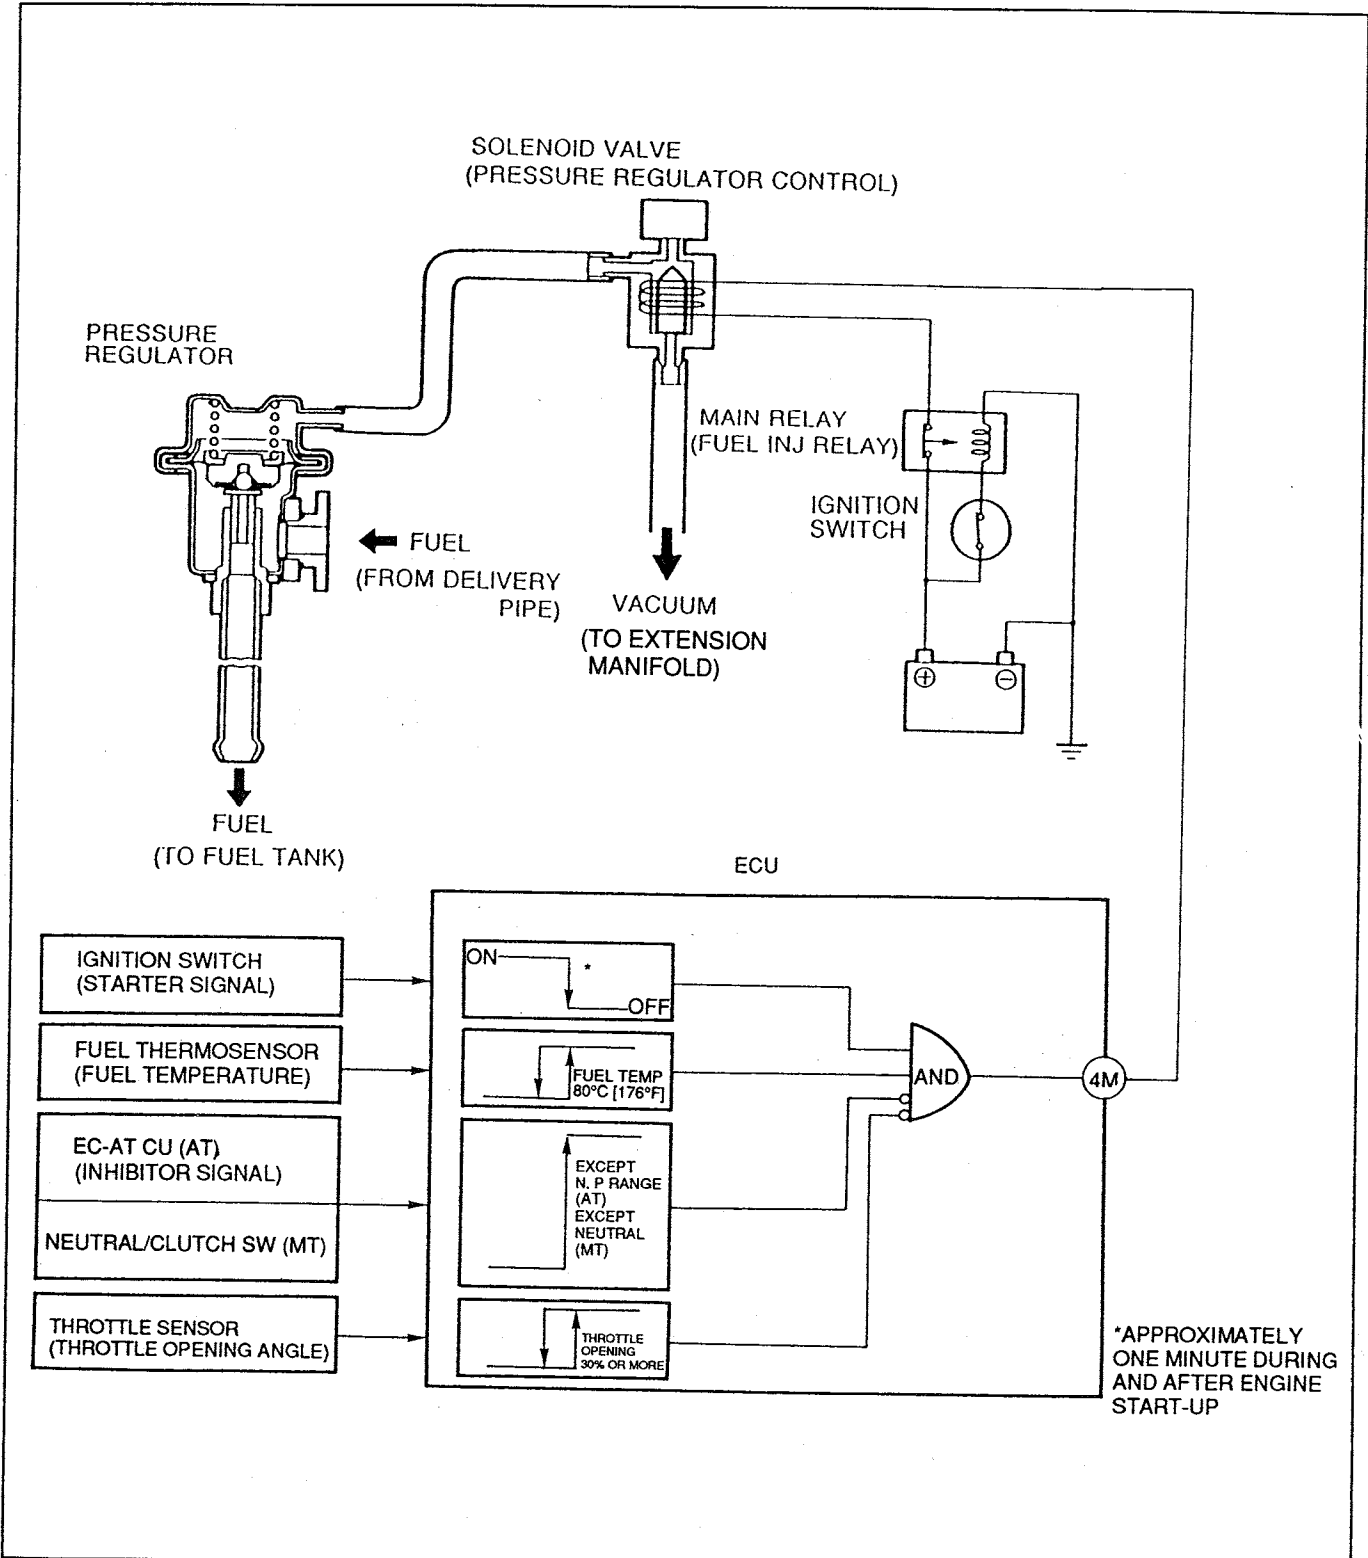 SOLENOID VALVE
(PRESSURE REGULATOR CONTROL)
PRESSURE
REGULATOR
MAIN RELAY
(FUEL INJ RELAY)
IGNITION
SWITCH
FUEL
(FROM DELIVERY
PIPE)
VACUUM
(TO EXTENSION
MANIFOLD)
+
−
FUEL
(TO FUEL TANK)
ECU
IGNITION SWITCH
(STARTER SIGNAL)
ON
*
OFF
FUEL THERMOSENSOR
(FUEL TEMPERATURE)
FUEL TEMP
80°C [176°F]
AND
4M
EC-AT CU (AT)
(INHIBITOR SIGNAL)
NEUTRAL/CLUTCH SW (MT)
EXCEPT
N, P RANGE
(AT)
EXCEPT
NEUTRAL
(MT)
THROTTLE SENSOR
(THROTTLE OPENING ANGLE)
THROTTLE
OPENING
30% OR MORE
*APPROXIMATELY
ONE MINUTE DURING
AND AFTER ENGINE
START-UP